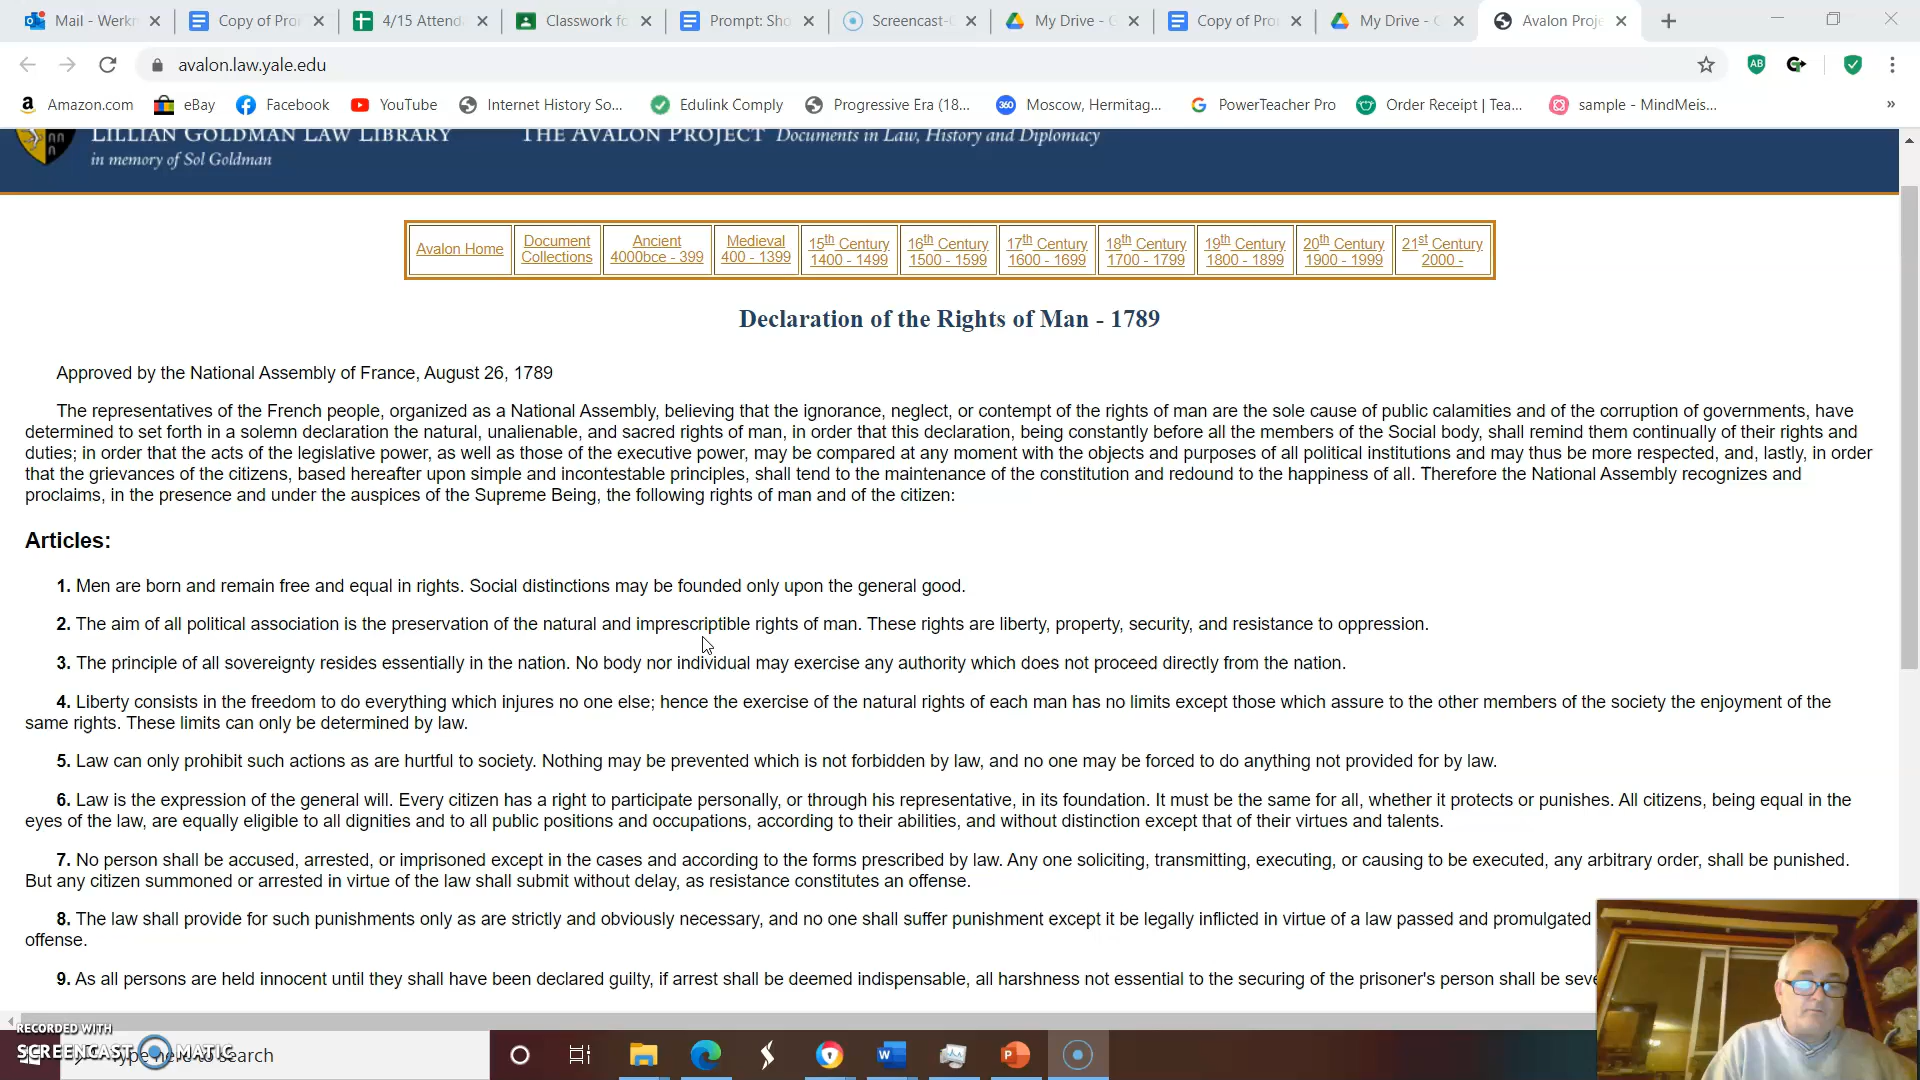 Mail - Werkm
Copy of Pro
4/15 Attend
Classwork fo
Prompt: Sho
Screencast-
My Drive - G
Copy of Pro
My Drive -
Avalon Proje
avalon.law.yale.edu
Amazon.com eBay Facebook YouTube Internet History So... Edulink Comply Progressive Era (18... Moscow, Hermitag... PowerTeacher Pro Order Receipt | Tea... sample - MindMeis... »
LILLIAN GOLDMAN LAW LIBRARY THE AVALON PROJECT Documents in Law, History and Diplomacy
in memory of Sol Goldman
Avalon Home
Document
Collections
Ancient
4000bce - 399
Medieval
400 - 1399
15th Century
1400 - 1499
16th Century
1500 - 1599
17th Century
1600 - 1699
18th Century
1700 - 1799
19th Century
1800 - 1899
20th Century
1900 - 1999
21st Century
2000 -
Declaration of the Rights of Man - 1789
Approved by the National Assembly of France, August 26, 1789
The representatives of the French people, organized as a National Assembly, believing that the ignorance, neglect, or contempt of the rights of man are the sole cause of public calamities and of the corruption of governments, have
determined to set forth in a solemn declaration the natural, unalienable, and sacred rights of man, in order that this declaration, being constantly before all the members of the Social body, shall remind them continually of their rights and
duties; in order that the acts of the legislative power, as well as those of the executive power, may be compared at any moment with the objects and purposes of all political institutions and may thus be more respected, and, lastly, in order
that the grievances of the citizens, based hereafter upon simple and incontestable principles, shall tend to the maintenance of the constitution and redound to the happiness of all. Therefore the National Assembly recognizes and
proclaims, in the presence and under the auspices of the Supreme Being, the following rights of man and of the citizen:
Articles:
1. Men are born and remain free and equal in rights. Social distinctions may be founded only upon the general good.
2. The aim of all political association is the preservation of the natural and imprescriptible rights of man. These rights are liberty, property, security, and resistance to oppression.
3. The principle of all sovereignty resides essentially in the nation. No body nor individual may exercise any authority which does not proceed directly from the nation.
4. Liberty consists in the freedom to do everything which injures no one else; hence the exercise of the natural rights of each man has no limits except those which assure to the other members of the society the enjoyment of the
same rights. These limits can only be determined by law.
5. Law can only prohibit such actions as are hurtful to society. Nothing may be prevented which is not forbidden by law, and no one may be forced to do anything not provided for by law.
6. Law is the expression of the general will. Every citizen has a right to participate personally, or through his representative, in its foundation. It must be the same for all, whether it protects or punishes. All citizens, being equal in the
eyes of the law, are equally eligible to all dignities and to all public positions and occupations, according to their abilities, and without distinction except that of their virtues and talents.
7. No person shall be accused, arrested, or imprisoned except in the cases and according to the forms prescribed by law. Any one soliciting, transmitting, executing, or causing to be executed, any arbitrary order, shall be punished.
But any citizen summoned or arrested in virtue of the law shall submit without delay, as resistance constitutes an offense.
8. The law shall provide for such punishments only as are strictly and obviously necessary, and no one shall suffer punishment except it be legally inflicted in virtue of a law passed and promulgated
offense.
9. As all persons are held innocent until they shall have been declared guilty, if arrest shall be deemed indispensable, all harshness not essential to the securing of the prisoner's person shall be seve
RECORDED WITH
SCREENCAST MATIC
Type here to search